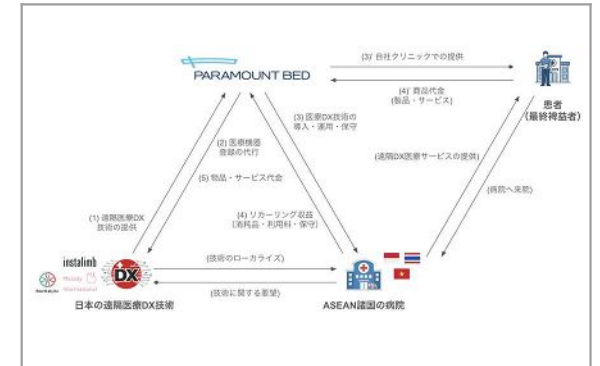 (3)' 自社クリニックでの提供
PARAMOUNT BED
(4)' 商品代金
(製品・サービス)
患者
(最終裨益者)
(3) 医療DX技術の
導入・運用・保守
(2) 医療機器
登録の代行
(遠隔DX医療サービスの提供)
(5) 物品・サービス代金
(病院へ来院)
(1) 遠隔医療DX
技術の提供
(4) リカーリング収益
(消耗品・利用料・保守)
instalimb
(技術のローカライズ)
Melody
International
DX
(技術に関する要望)
日本の遠隔医療DX技術
ASEAN諸国の病院